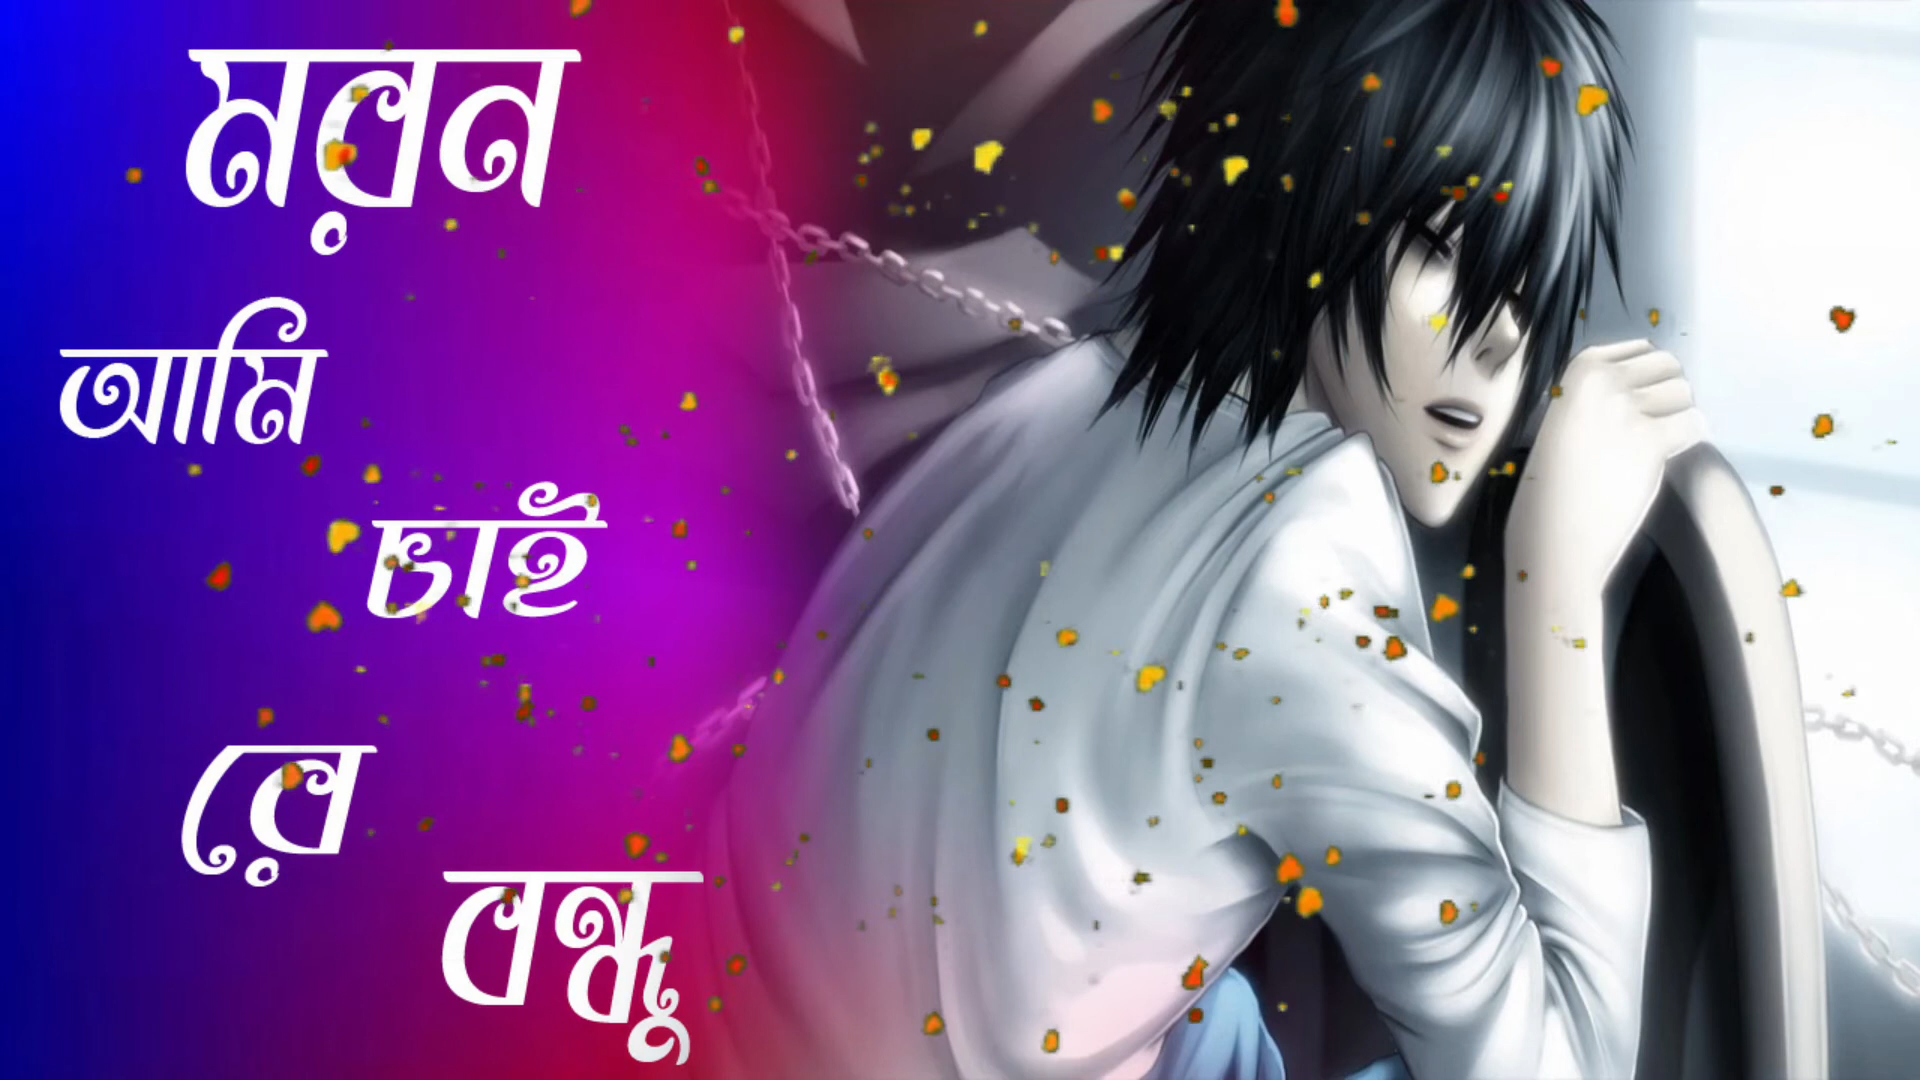 মরন
আমি
চাই
রে
বন্ধু